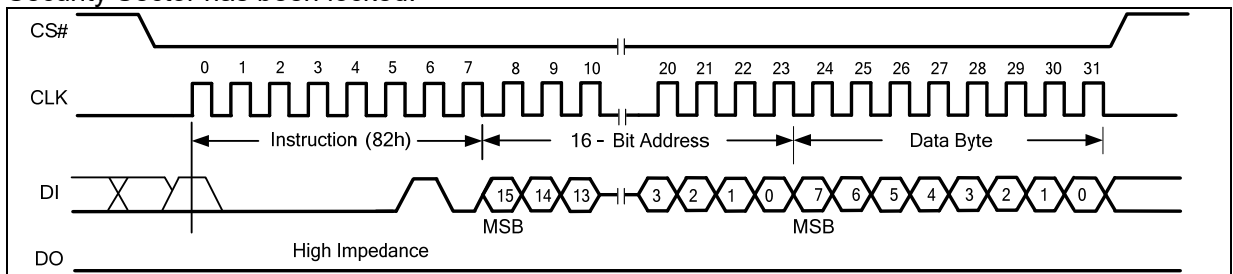 Security Sector has been locked.
CS#
0 1 2 3 4 5 6 7 8 9 10 20 21 22 23 24 25 26 27 28 29 30 31
CLK
Instruction (82h) 16 - Bit Address Data Byte
DI 15 14 13 3 2 1 0 7 6 5 4 3 2 1 0
MSB MSB
High Impedance
DO